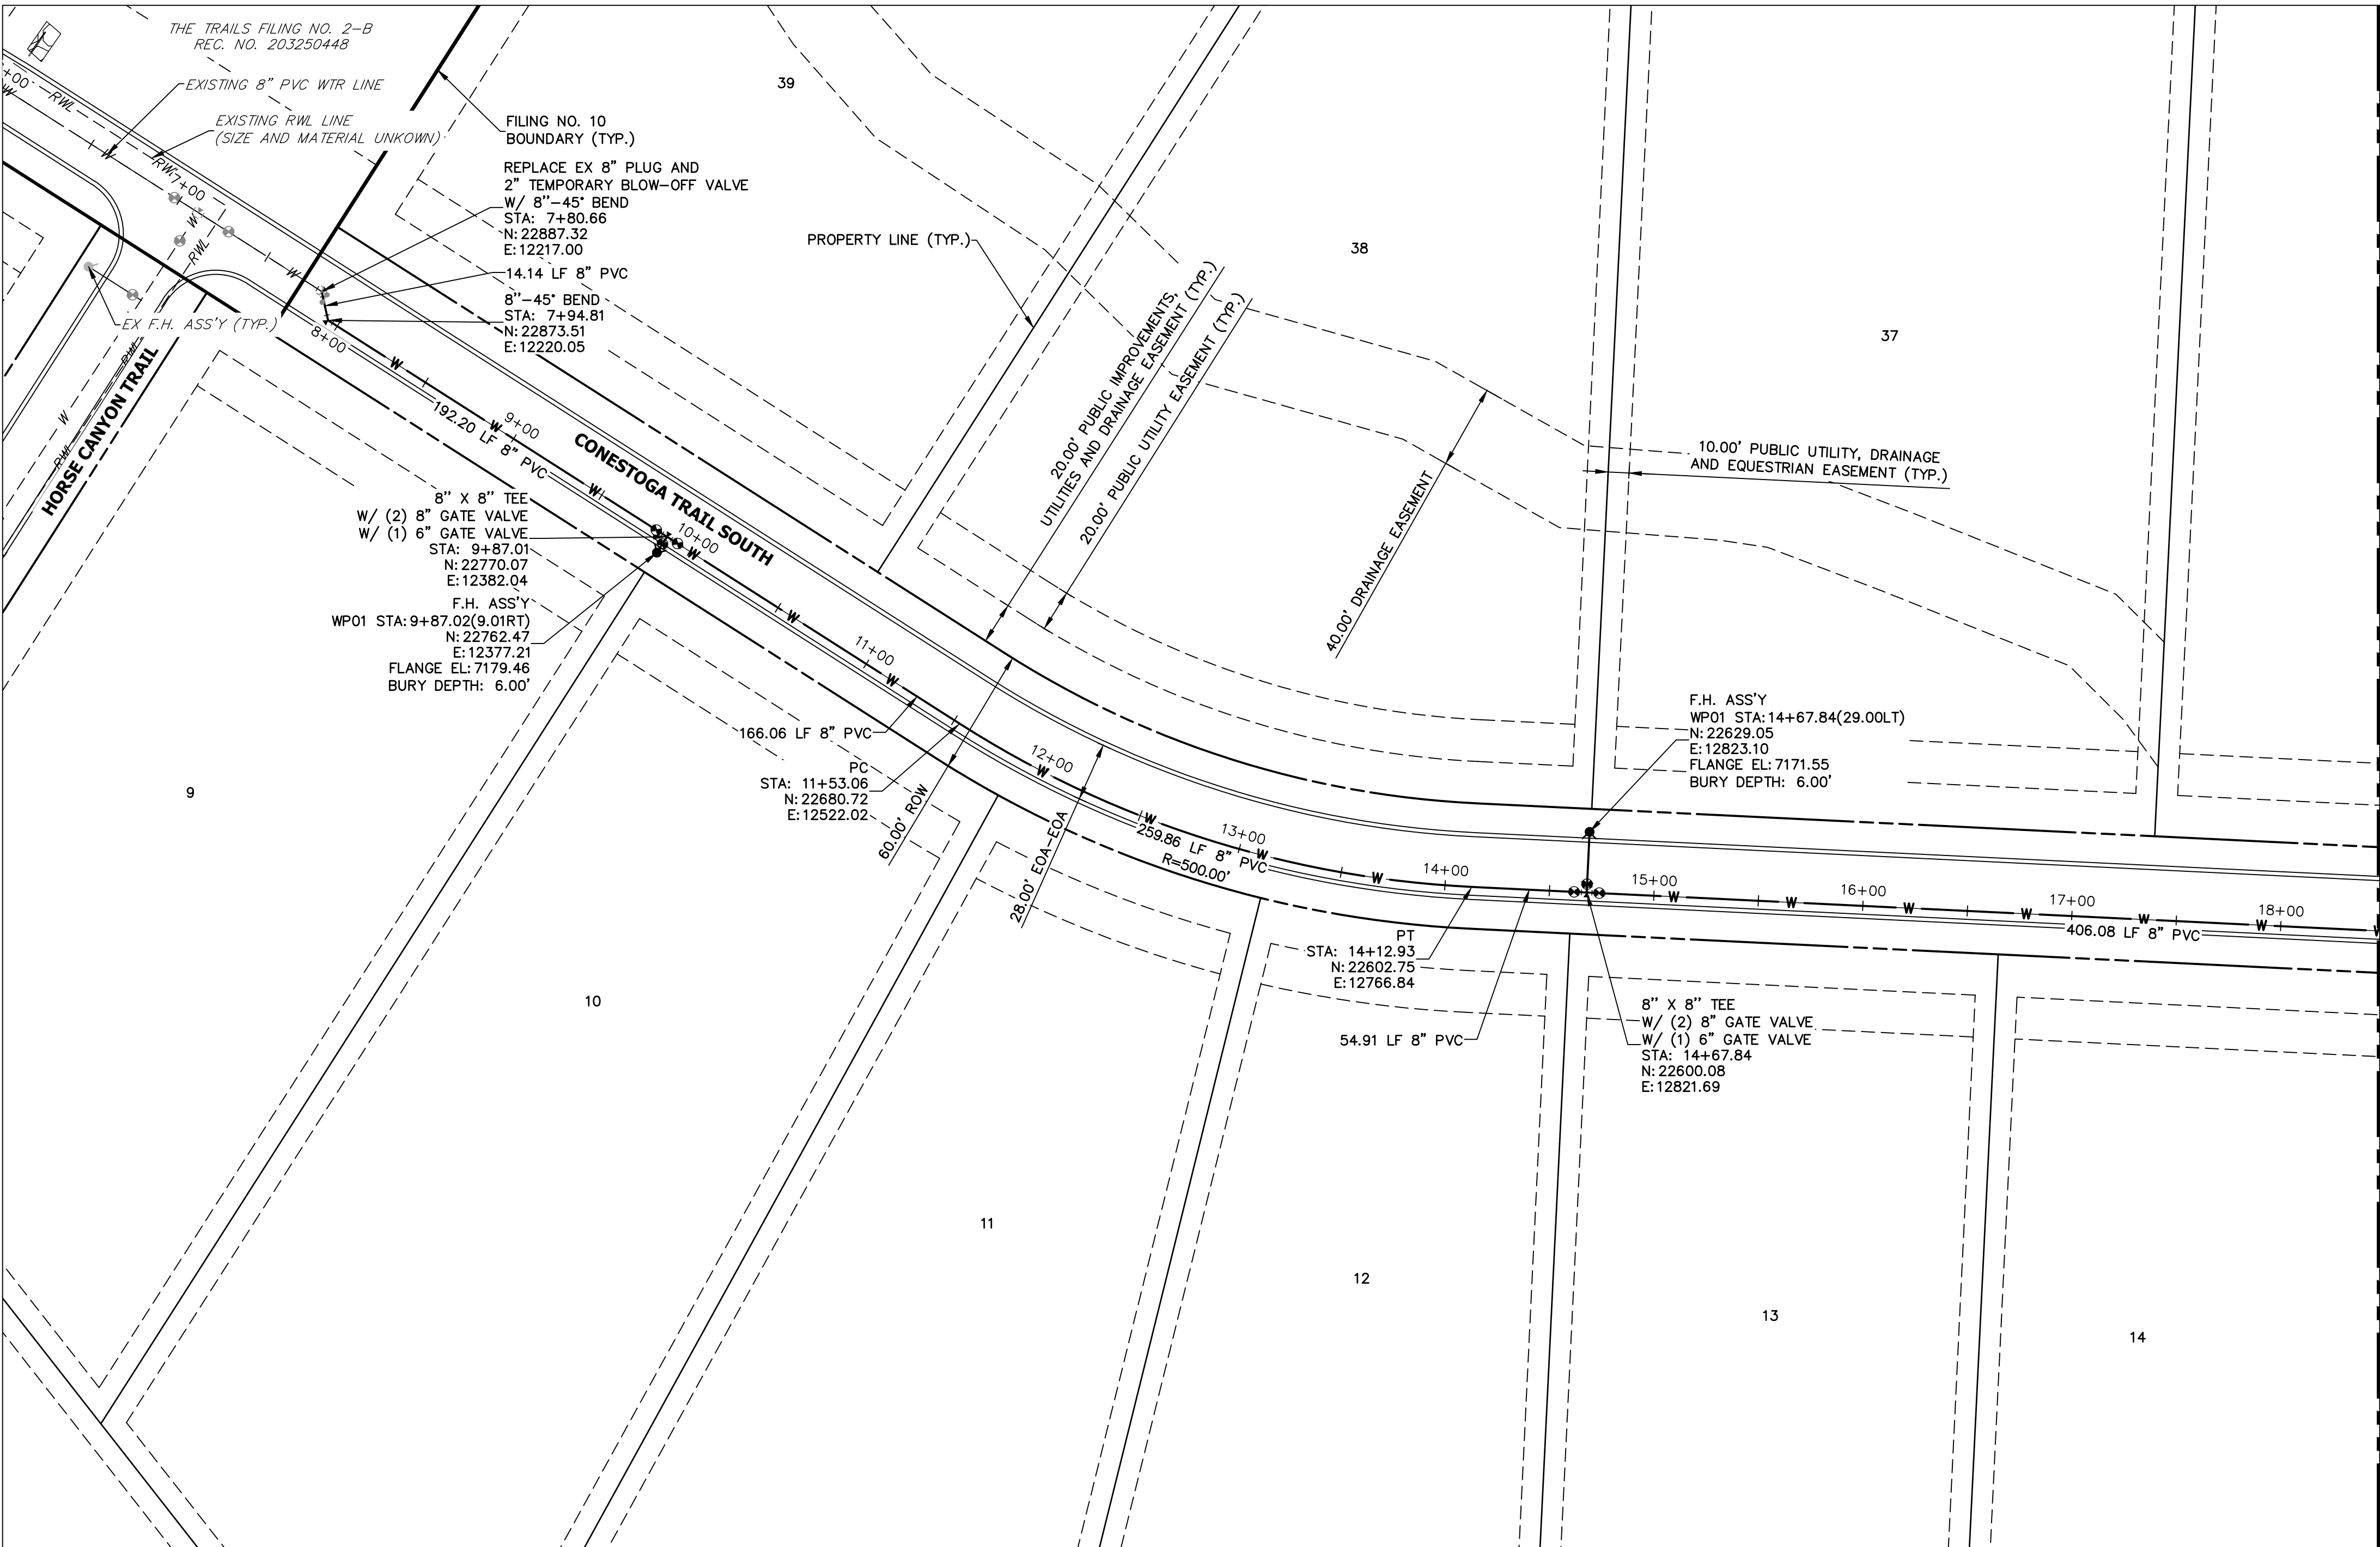 THE TRAILS FILING NO. 2-B
REC. NO. 203250448
EXISTING 8" PVC WTR LINE
EXISTING RWL LINE
(SIZE AND MATERIAL UNKOWN)
+00
W
RWL
W
RWL
7+00
W
RWL
W
FILING NO. 10
BOUNDARY (TYP.)
REPLACE EX 8" PLUG AND
2" TEMPORARY BLOW-OFF VALVE
W/ 8"-45° BEND
STA: 7+80.66
N: 22887.32
E: 12217.00
14.14 LF 8" PVC
8"-45° BEND
STA: 7+94.81
N: 22873.51
E: 12220.05
EX F.H. ASS'Y (TYP.)
RWL
W
RWL
HORSE CANYON TRAIL
8+00
W
192.20 LF 8" PVC
W
9+00
W
CONESTOGA TRAIL SOUTH
8" X 8" TEE
W/ (2) 8" GATE VALVE
W/ (1) 6" GATE VALVE
STA: 9+87.01
N: 22770.07
E: 12382.04
F.H. ASS'Y
WP01 STA: 9+87.02(9.01RT)
N: 22762.47
E: 12377.21
FLANGE EL: 7179.46
BURY DEPTH: 6.00'
10+00
W
W
11+00
W
39
PROPERTY LINE (TYP.)
38
37
20.00' PUBLIC IMPROVEMENTS,
UTILITIES AND DRAINAGE EASEMENT (TYP.)
20.00' PUBLIC UTILITY EASEMENT (TYP.)
40.00' DRAINAGE EASEMENT
10.00' PUBLIC UTILITY, DRAINAGE
AND EQUESTRIAN EASEMENT (TYP.)
166.06 LF 8" PVC
PC
STA: 11+53.06
N: 22680.72
E: 12522.02
60.00' ROW
12+00
W
28.00' EOA-EOA
W
259.86 LF 8" PVC
R=500.00'
13+00
W
W
14+00
F.H. ASS'Y
WP01 STA: 14+67.84(29.00LT)
N: 22629.05
E: 12823.10
FLANGE EL: 7171.55
BURY DEPTH: 6.00'
15+00
W
W
16+00
W
W
17+00
W
406.08 LF 8" PVC
W
18+00
W
PT
STA: 14+12.93
N: 22602.75
E: 12766.84
54.91 LF 8" PVC
8" X 8" TEE
W/ (2) 8" GATE VALVE
W/ (1) 6" GATE VALVE
STA: 14+67.84
N: 22600.08
E: 12821.69
9
10
11
12
13
14